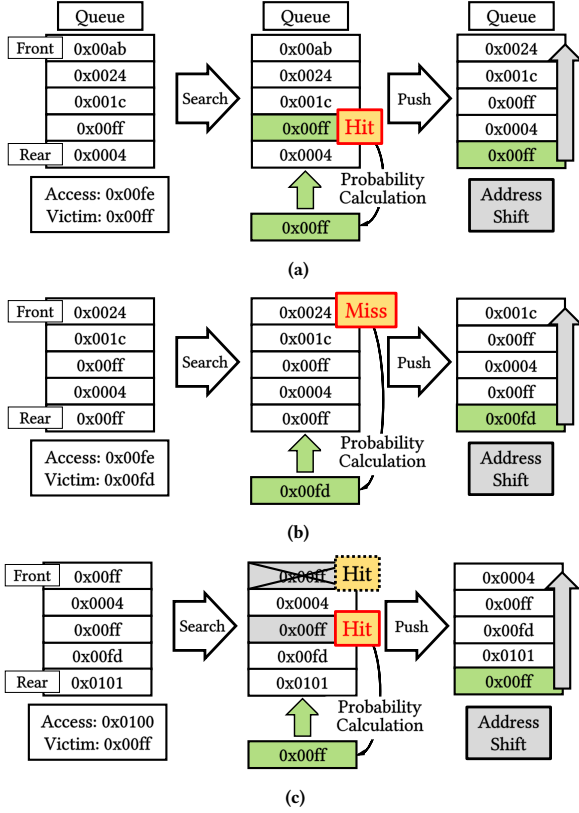 Queue
Queue
Queue
Front
0x00ab
0x0024
0x001c
0x00ff
Rear
0x0004
Access: 0x00fe
Victim: 0x00ff
Search
0x00ab
0x0024
0x001c
0x00ff
Hit
0x0004
Probability
Calculation
0x00ff
Push
0x0024
0x001c
0x00ff
0x0004
0x00ff
Address
Shift
(a)
Front
0x0024
0x001c
0x00ff
0x0004
Rear
0x00ff
Access: 0x00fe
Victim: 0x00fd
Search
0x0024
Miss
0x001c
0x00ff
0x0004
0x00ff
Probability
Calculation
0x00fd
Push
0x001c
0x00ff
0x0004
0x00ff
0x00fd
Address
Shift
(b)
Front
0x00ff
0x0004
0x00ff
0x00fd
Rear
0x0101
Access: 0x0100
Victim: 0x00ff
Search
0x00ff
Hit
0x0004
0x00ff
Hit
0x00fd
0x0101
Probability
Calculation
0x00ff
Push
0x0004
0x00ff
0x00fd
0x0101
0x00ff
Address
Shift
(c)